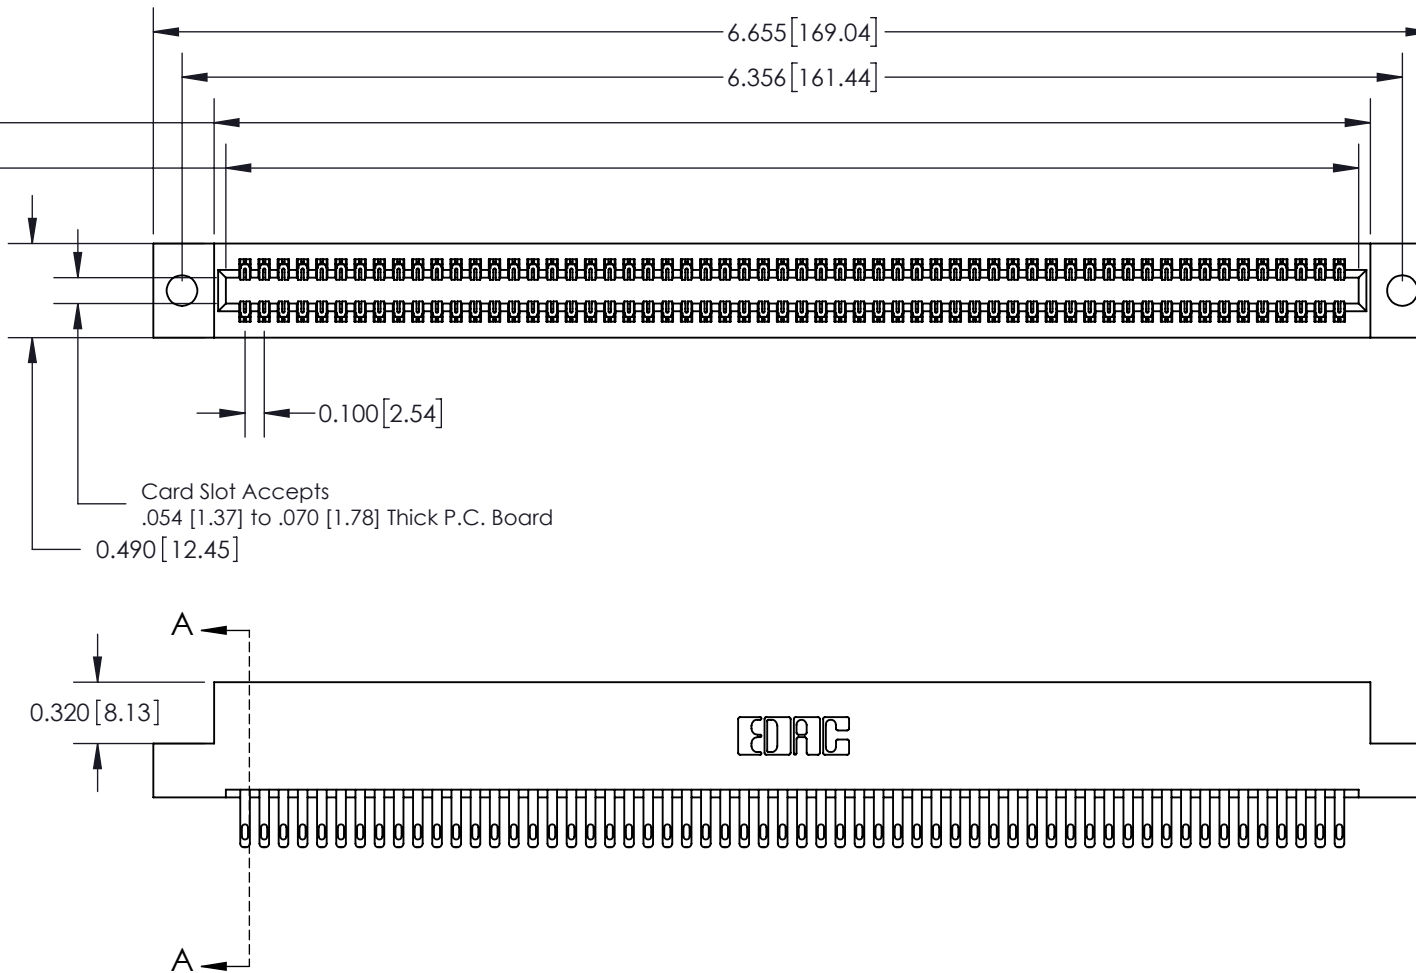 6.655[169.04]
6.356[161.44]
0.100[2.54]
Card Slot Accepts
.054 [1.37] to .070 [1.78] Thick P.C. Board
0.490[12.45]
A
0.320[8.13]
EDAC
A